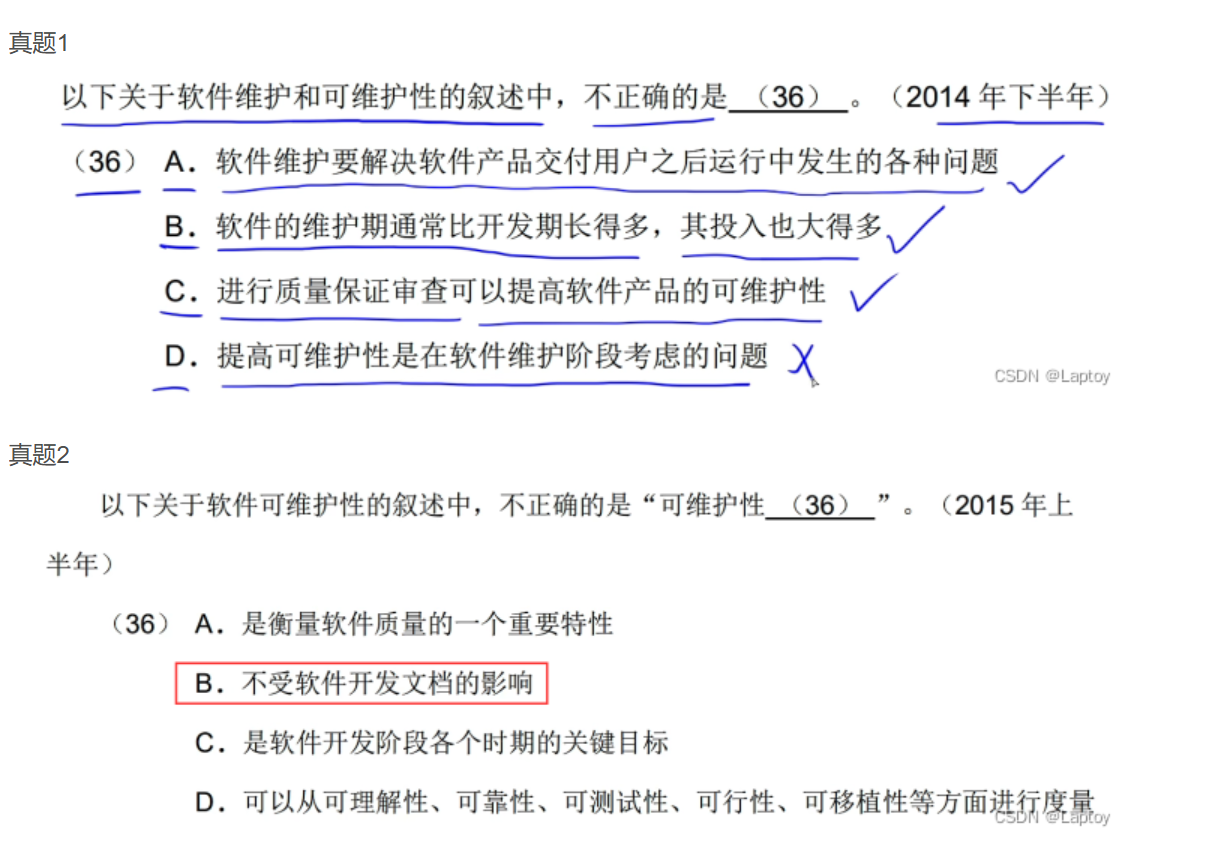 真题1
以下关于软件维护和可维护性的叙述中，不正确的是（36）。（2014 年下半年）
（36） A．软件维护要解决软件产品交付用户之后运行中发生的各种问题
B．软件的维护期通常比开发期长得多，其投入也大得多
C．进行质量保证审查可以提高软件产品的可维护性
D．提高可维护性是在软件维护阶段考虑的问题
CSDN @Laptoy
真题2
以下关于软件可维护性的叙述中，不正确的是“可维护性（36）”。（2015 年上
半年）
（36） A．是衡量软件质量的一个重要特性
B．不受软件开发文档的影响
C．是软件开发阶段各个时期的关键目标
D．可以从可理解性、可靠性、可测试性、可行性、可移植性等方面进行度量
CSDN @Laptoy